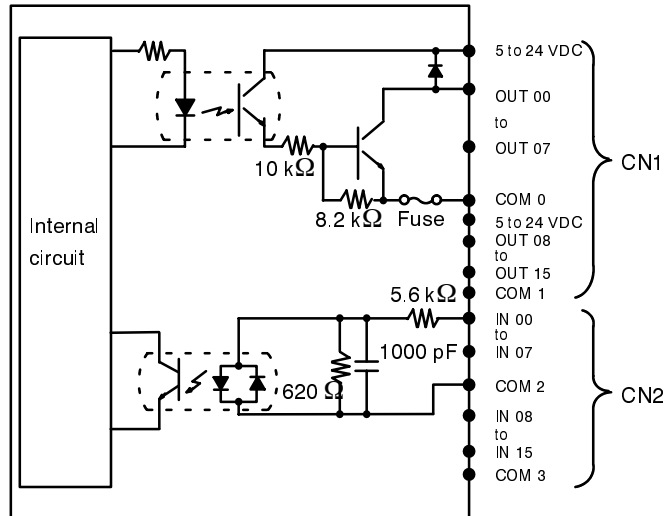 5 to 24 VDC
OUT 00
to
OUT 07
CN1
10 kΩ
8.2 kΩ
Fuse
COM 0
5 to 24 VDC
OUT 08
to
OUT 15
COM 1
Internal
circuit
5.6 kΩ
IN 00
to
IN 07
1000 pF
620 Ω
COM 2
CN2
IN 08
to
IN 15
COM 3